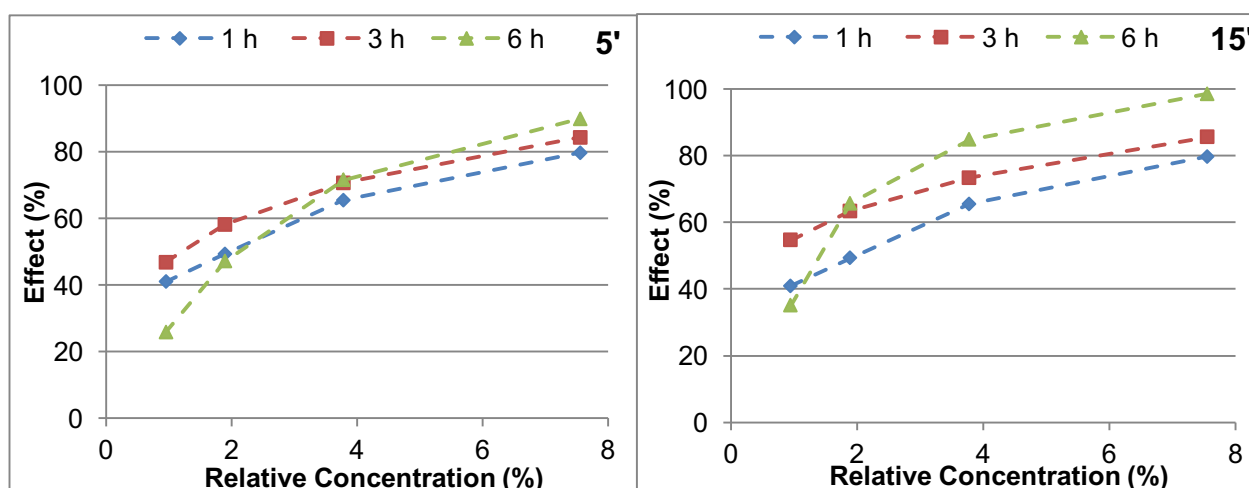 1 h 3 h 6 h 5'
100
80
60
40
20
0
0 2 4 6 8
Effect (%)
Relative Concentration (%)
1 h 3 h 6 h 15'
100
80
60
40
20
0
0 2 4 6 8
Effect (%)
Relative Concentration (%)